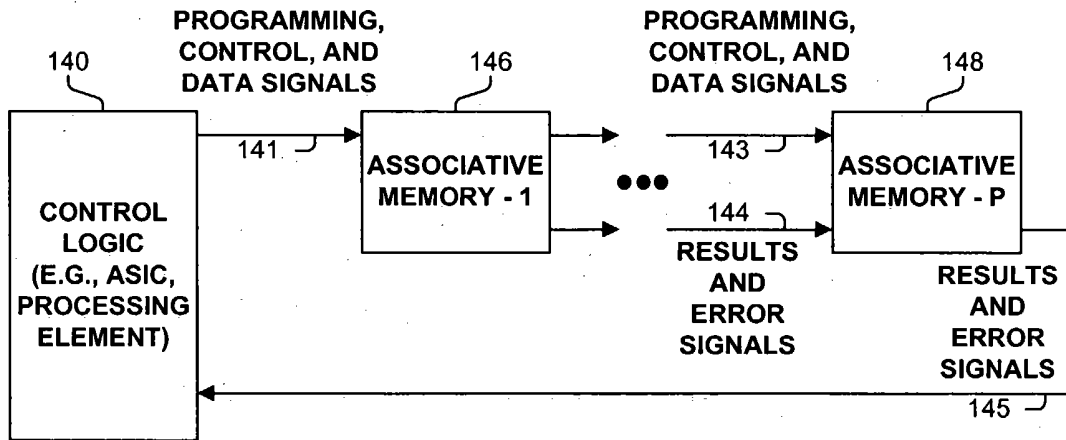 PROGRAMMING,
CONTROL, AND
DATA SIGNALS
PROGRAMMING,
CONTROL, AND
DATA SIGNALS
140
146
148
141
143
ASSOCIATIVE
MEMORY - 1
ASSOCIATIVE
MEMORY - P
144
CONTROL
LOGIC
(E.G., ASIC,
PROCESSING
ELEMENT)
RESULTS
AND
ERROR
SIGNALS
RESULTS
AND
ERROR
SIGNALS
145